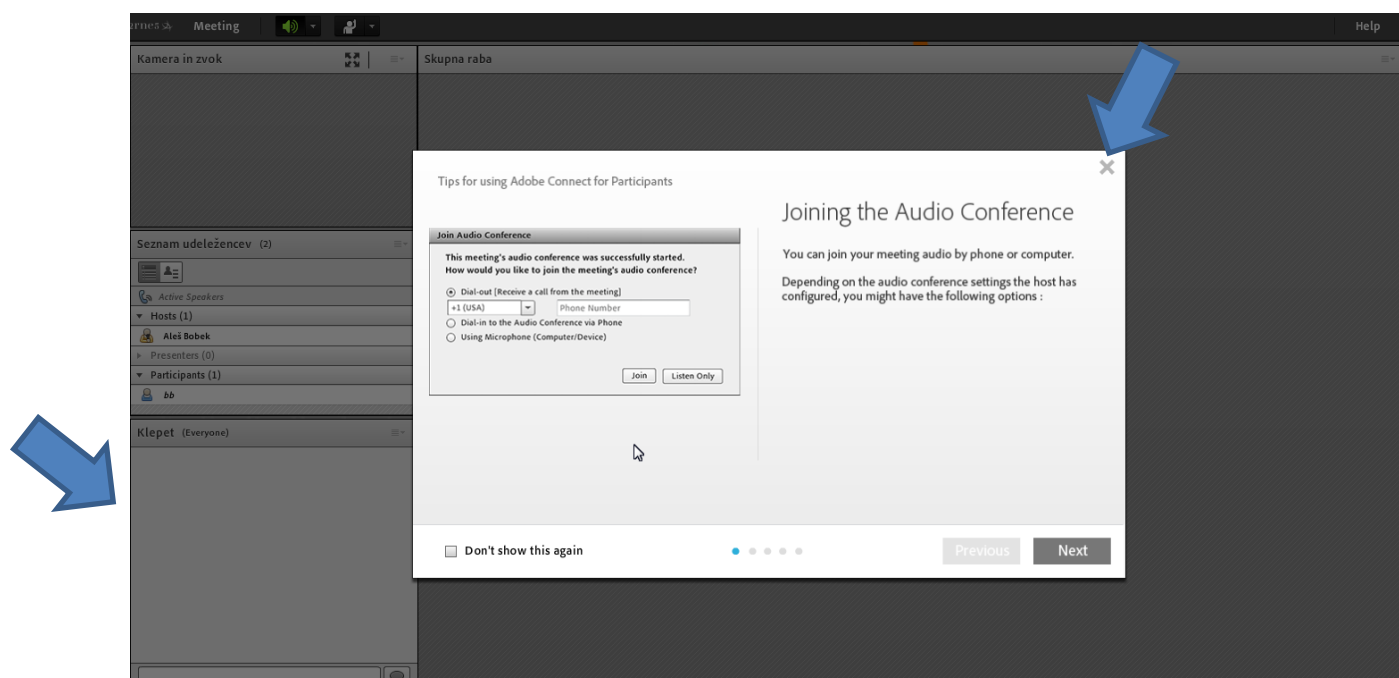 Meeting
Help
Kamera in zvok
Skupna raba
Tips for using Adobe Connect for Participants
Joining the Audio Conference
You can join your meeting audio by phone or computer.
Depending on the audio conference settings the host has
configured, you might have the following options :
Join Audio Conference
This meeting's audio conference was successfully started.
How would you like to join the meeting's audio conference?
Dial-out [Receive a call from the meeting]
+1 (USA)
Phone Number
Dial-in to the Audio Conference via Phone
Using Microphone (Computer/Device)
Join
Listen Only
Seznam udeležencev (2)
Active Speakers
Hosts (1)
Aleš Bobek
Presenters (0)
Participants (1)
bb
Klepet (Everyone)
Don't show this again
Previous
Next